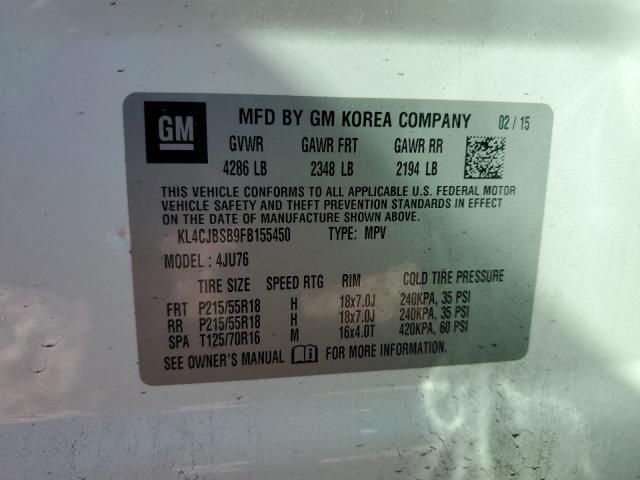 GM
MFD BY GM KOREA COMPANY 02/15
GVWR GAWR FRT GAWR RR
4286 LB 2348 LB 2194 LB
THIS VEHICLE CONFORMS TO ALL APPLICABLE U.S. FEDERAL MOTOR
VEHICLE SAFETY AND THEFT PREVENTION STANDARDS IN EFFECT
ON THE DATE OF MANUFACTURE SHOWN ABOVE.
KL4CJBSB9FB155450 TYPE: MPV
MODEL: 4JU76
TIRE SIZE SPEED RTG RIM COLD TIRE PRESSURE
FRT P215/55R18 H 18x7.0J 240KPA, 35 PSI
RR P215/55R18 H 18x7.0J 240KPA, 35 PSI
SPA T125/70R16 M 16x4.0T 420KPA, 60 PSI
SEE OWNER'S MANUAL FOR MORE INFORMATION.